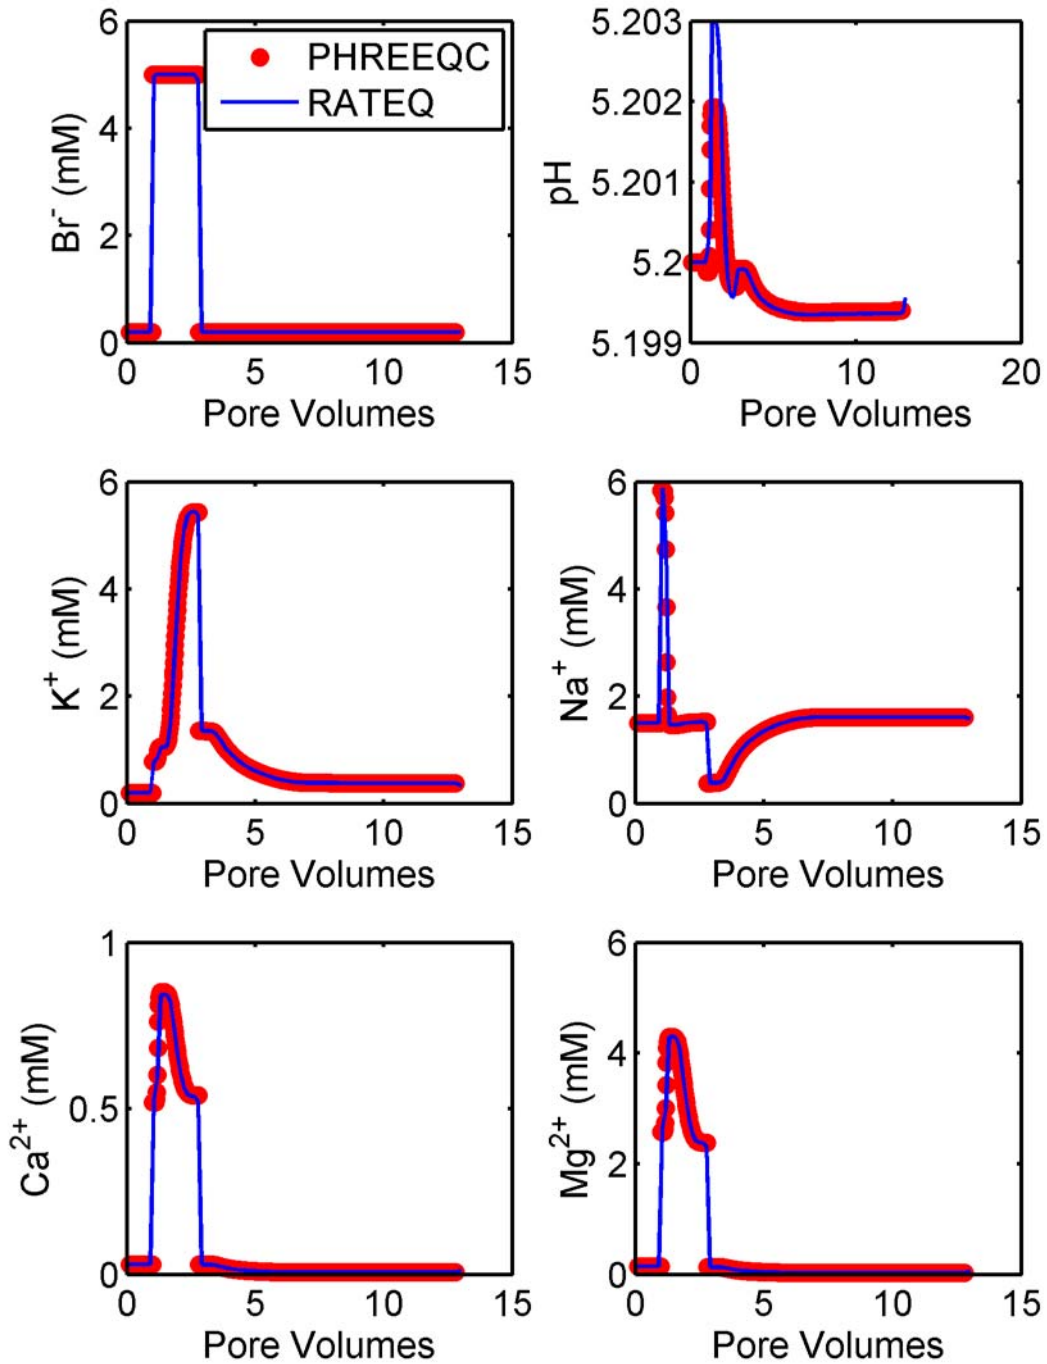 6
4
2
0
Br- (mM)
PHREEQC
RATEQ
0 5 10 15
Pore Volumes
5.203
5.202
5.201
5.2
5.199
pH
0 10 20
Pore Volumes
6
4
2
0
K+ (mM)
0 5 10 15
Pore Volumes
6
4
2
0
Na+ (mM)
0 5 10 15
Pore Volumes
1
0.5
0
Ca2+ (mM)
0 5 10 15
Pore Volumes
6
4
2
0
Mg2+ (mM)
0 5 10 15
Pore Volumes